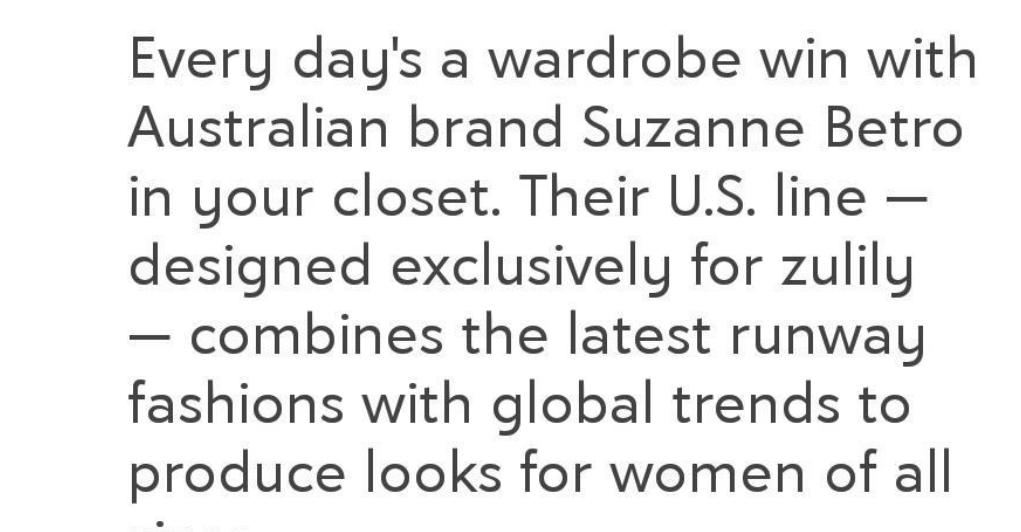 Every day's a wardrobe win with
Australian brand Suzanne Betro
in your closet. Their U.S. line —
designed exclusively for zulily
— combines the latest runway
fashions with global trends to
produce looks for women of all